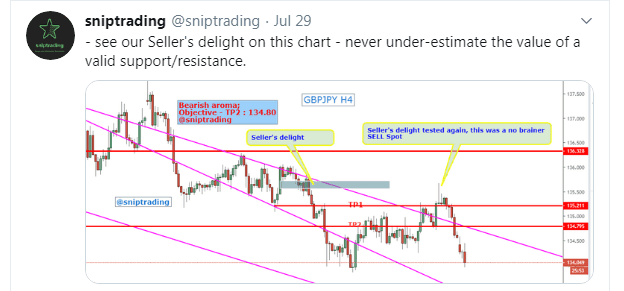 sniptrading @sniptrading · Jul 29
- see our Seller's delight on this chart - never under-estimate the value of a
valid support/resistance.
sniptrading
Bearish aroma;
Objective - TP2 : 134.80
@sniptrading
GBPJPY H4
Seller's delight
Seller's delight tested again, this was a no brainer
SELL Spot
@sniptrading
TP1
TP2
137.500
137.000
136.500
136.328
136.000
135.500
135.211
135.000
134.795
134.500
134.049
25:53